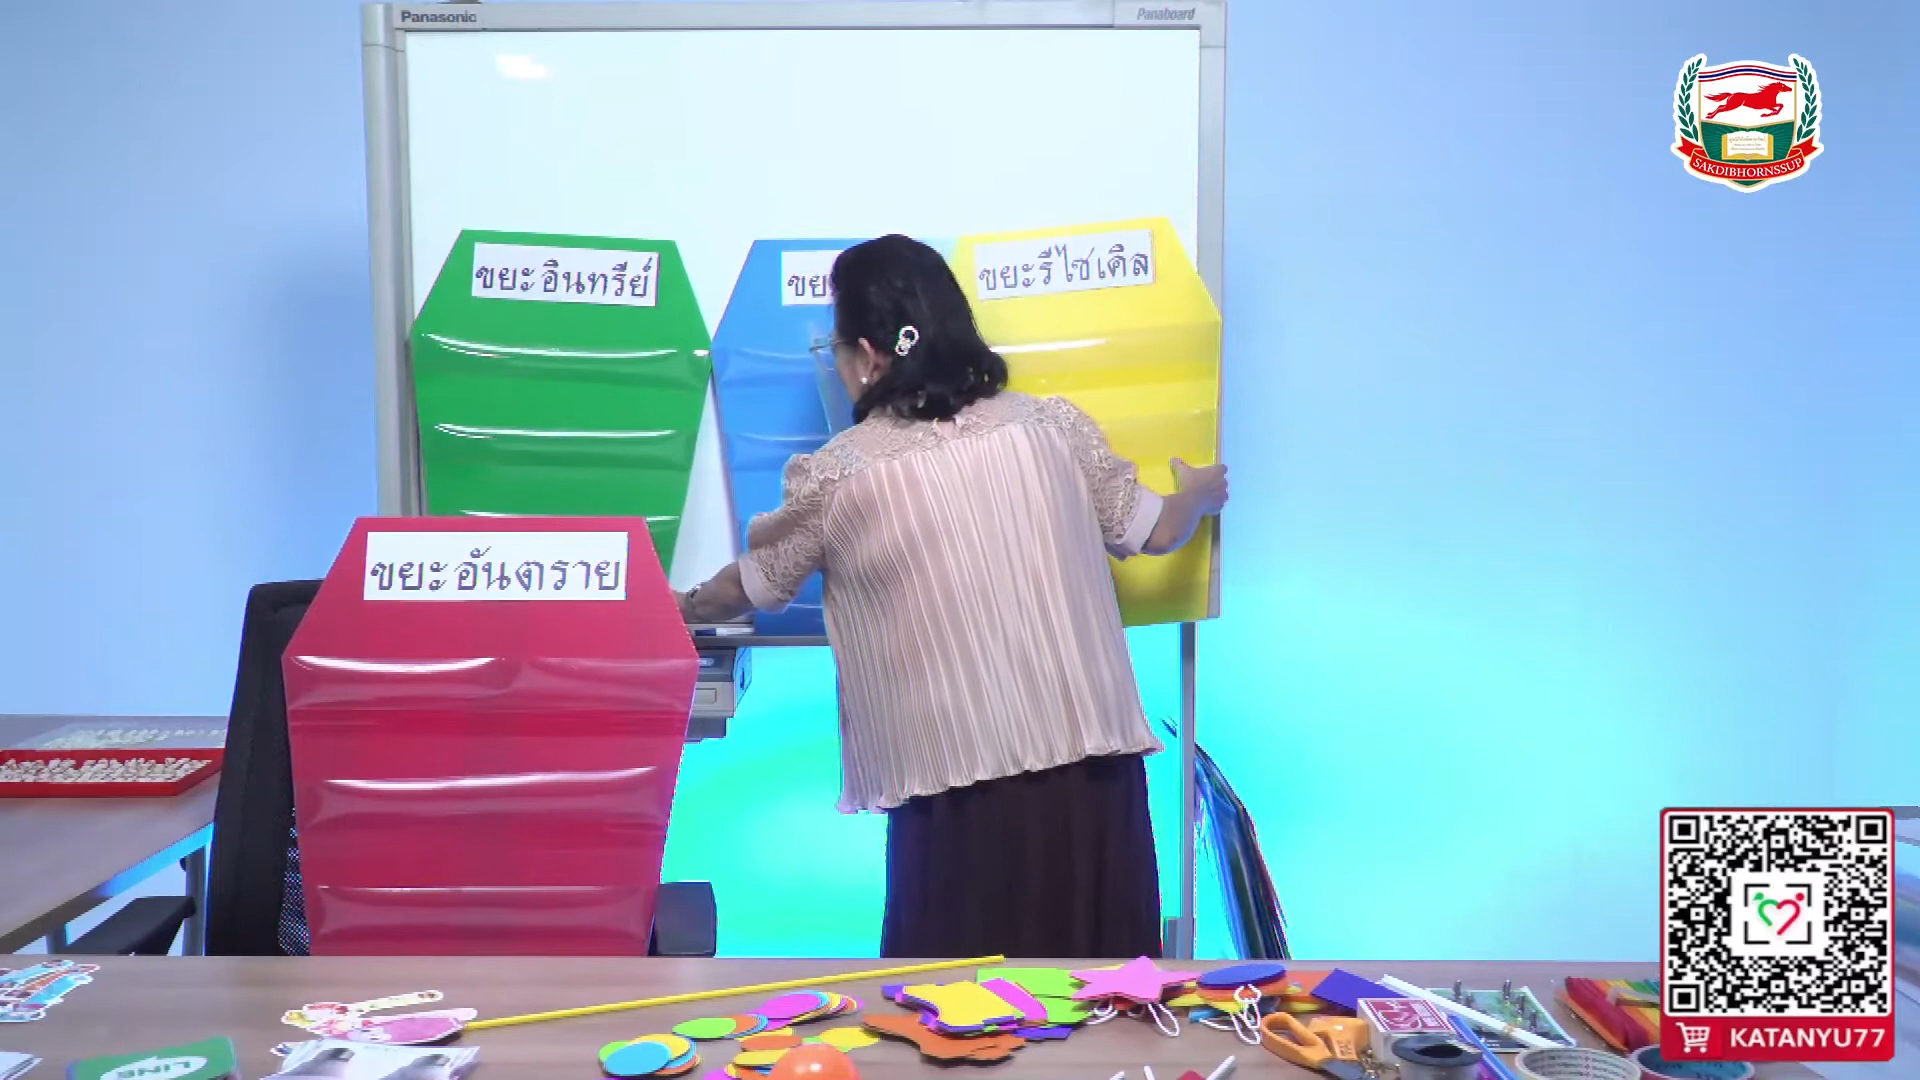 Panasonic
Panaboard
SAKDIBHORNSSUP
ขยะอินทรีย์
ขยะรีไซเคิล
ขยะอันตราย
LINE
KATANYU77